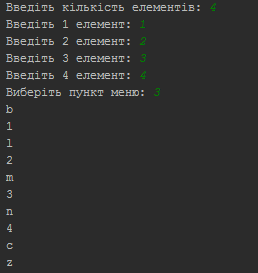 Введіть кількість елементів: 4
Введіть 1 елемент: 1
Введіть 2 елемент: 2
Введіть 3 елемент: 3
Введіть 4 елемент: 4
Виберіть пункт меню: 3
b
1
l
2
m
3
n
4
c
z